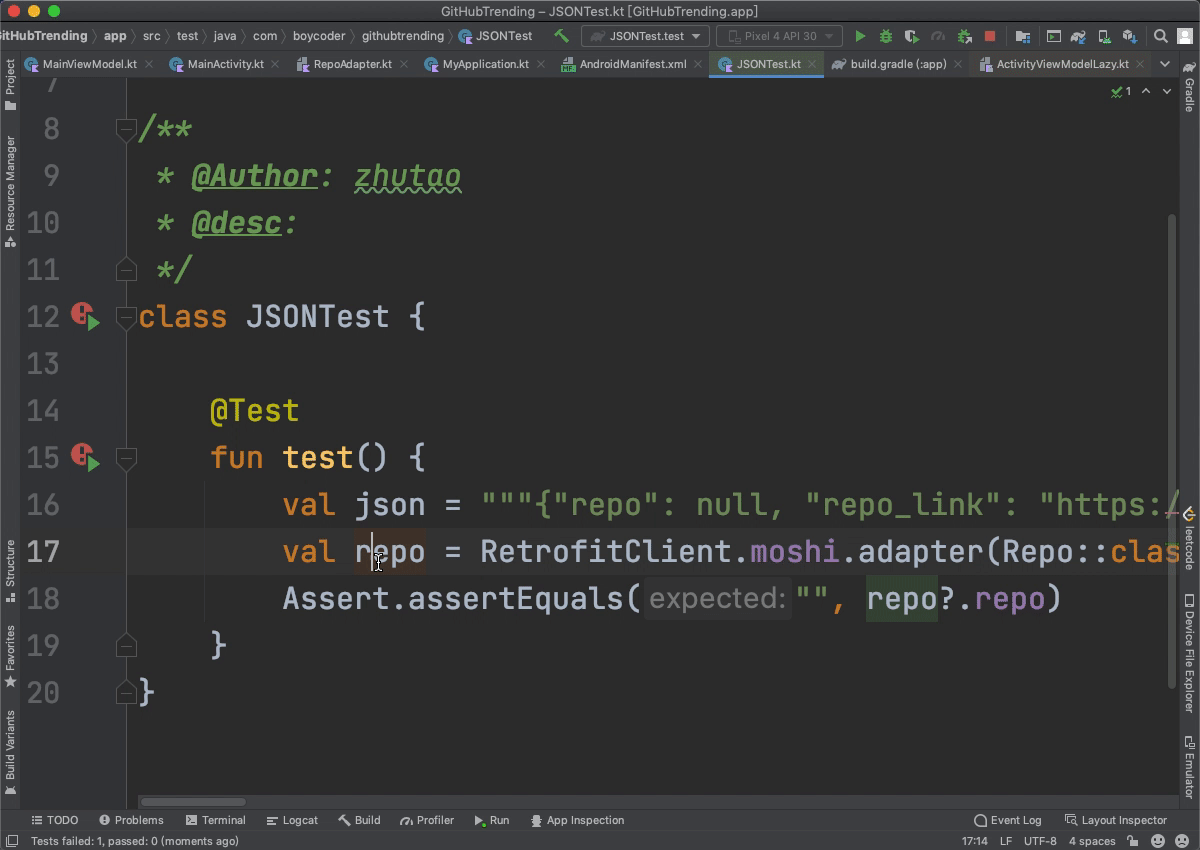 GitHubTrending – JSONTest.kt [GitHubTrending.app]
GitHubTrending app src test java com boycoder githubtrending JSONTest JSONTest.test Pixel 4 API 30
MainViewModel.kt MainActivity.kt RepoAdapter.kt MyApplication.kt AndroidManifest.xml JSONTest.kt build.gradle (:app) ActivityViewModelLazy.kt
Project
Resource Manager
Structure
Favorites
Build Variants
1
7
8 /**
9 * @Author: zhutao
10 * @desc:
11 */
12 class JSONTest {
13
14 @Test
15 fun test() {
16 val json = """{"repo": null, "repo_link": "https:/
17 val repo = RetrofitClient.moshi.adapter(Repo::clas
18 Assert.assertEquals( expected: "", repo?.repo)
19 }
20 }
Gradle
leetcode
Device File Explorer
Emulator
TODO Problems Terminal Logcat Build Profiler Run App Inspection Event Log Layout Inspector
Tests failed: 1, passed: 0 (moments ago) 17:14 LF UTF-8 4 spaces